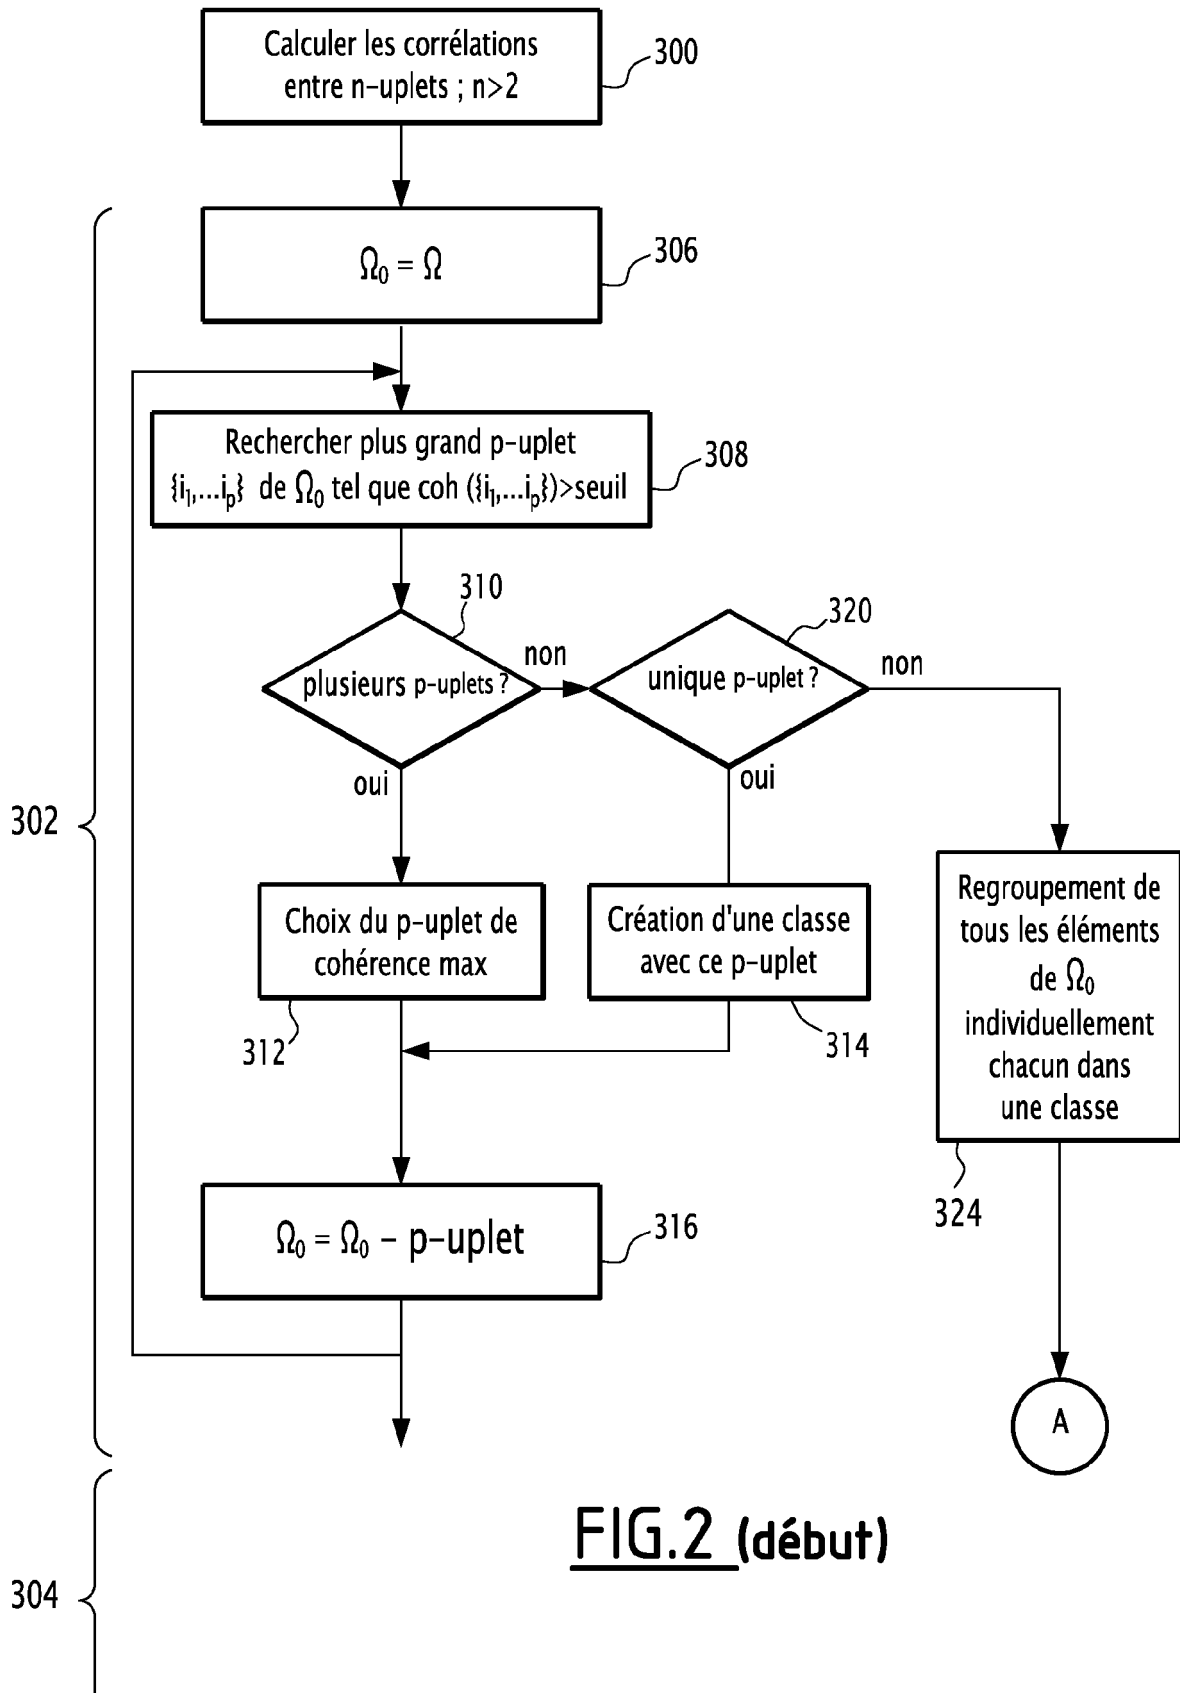 Calculer les corrélations
entre n-uplets ; n>2
300
306
Ω₀ = Ω
Rechercher plus grand p-uplet
{i₁,...iₚ} de Ω₀ tel que coh ({i₁,...iₚ})>seuil
308
310
320
plusieurs p-uplets ?
non
unique p-uplet ?
non
oui
oui
302
Choix du p-uplet de
cohérence max
312
Création d'une classe
avec ce p-uplet
314
Regroupement de
tous les éléments
de Ω₀
individuellement
chacun dans
une classe
324
Ω₀ = Ω₀ - p-uplet
316
A
FIG.2 (début)
304